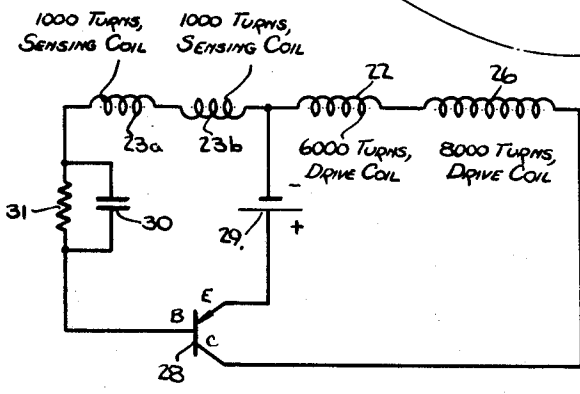 1000 Turns,
Sensing Coil
1000 Turns,
Sensing Coil
22
26
23a
23b
6000 Turns,
Drive Coil
8000 Turns,
Drive Coil
31
30
-
29.
+
E
B
C
28